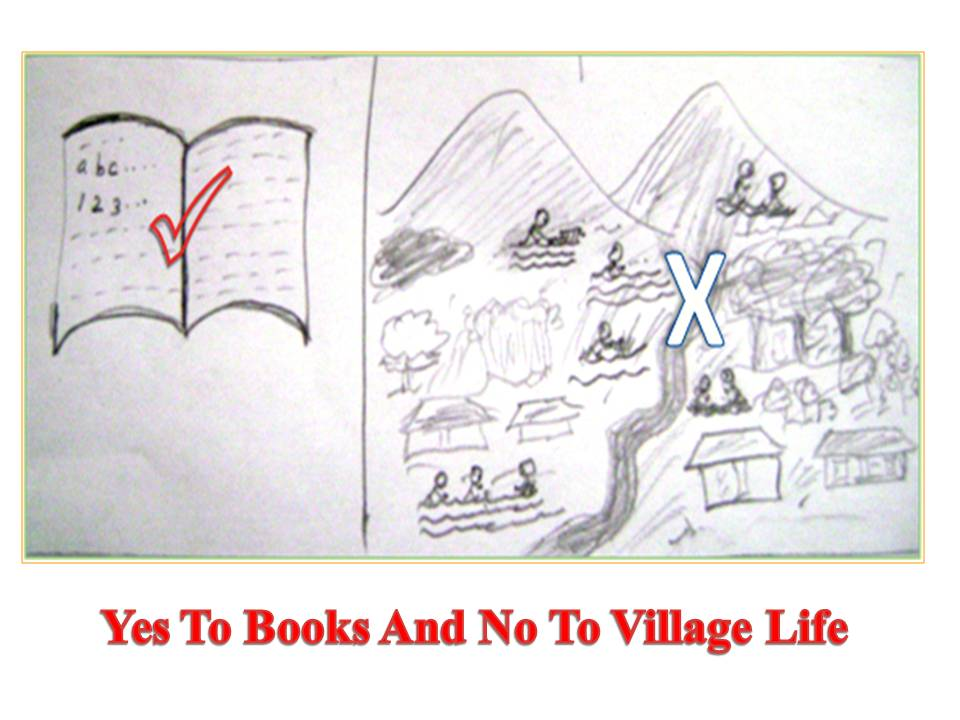 abc....
123...
✓
X
Yes To Books And No To Village Life